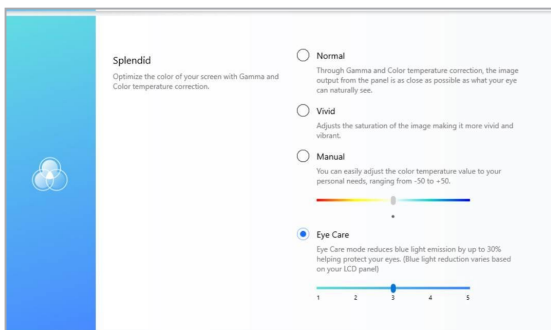 Splendid
Optimize the color of your screen with Gamma and
Color temperature correction.
Normal
Through Gamma and Color temperature correction, the image
output from the panel is as close as possible as what your eye
can naturally see.
Vivid
Adjusts the saturation of the image making it more vivid and
vibrant.
Manual
You can easily adjust the color temperature value to your
personal needs, ranging from -50 to +50.
Eye Care
Eye Care mode reduces blue light emission by up to 30%
helping protect your eyes. (Blue light reduction varies based
on your LCD panel)
1 2 3 4 5